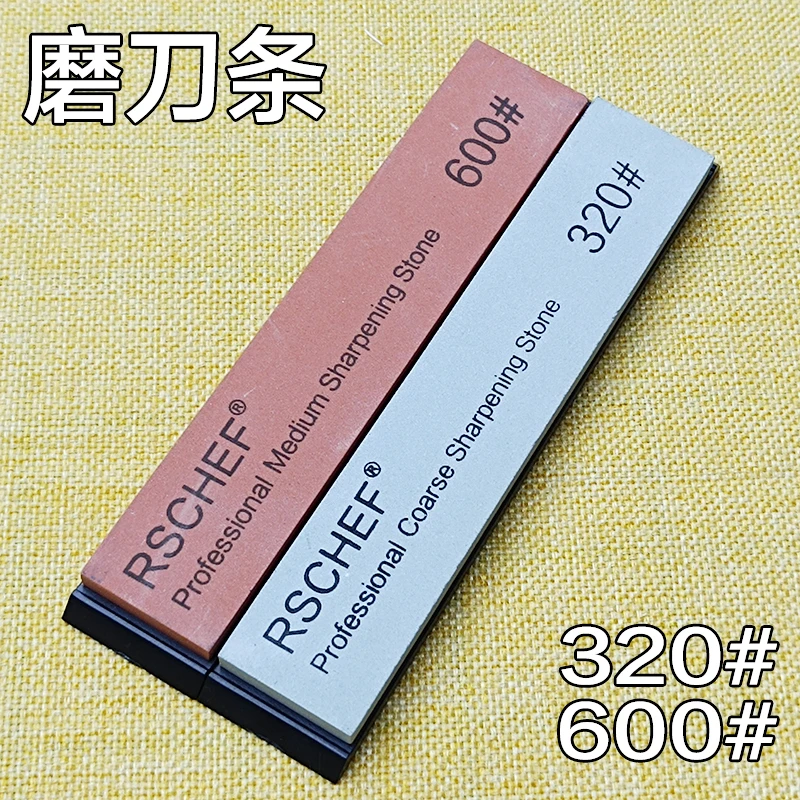 磨刀条
600#
RSCHEF®
Professional Medium Sharpening Stone
320#
RSCHEF®
Professional Coarse Sharpening Stone
320#
600#